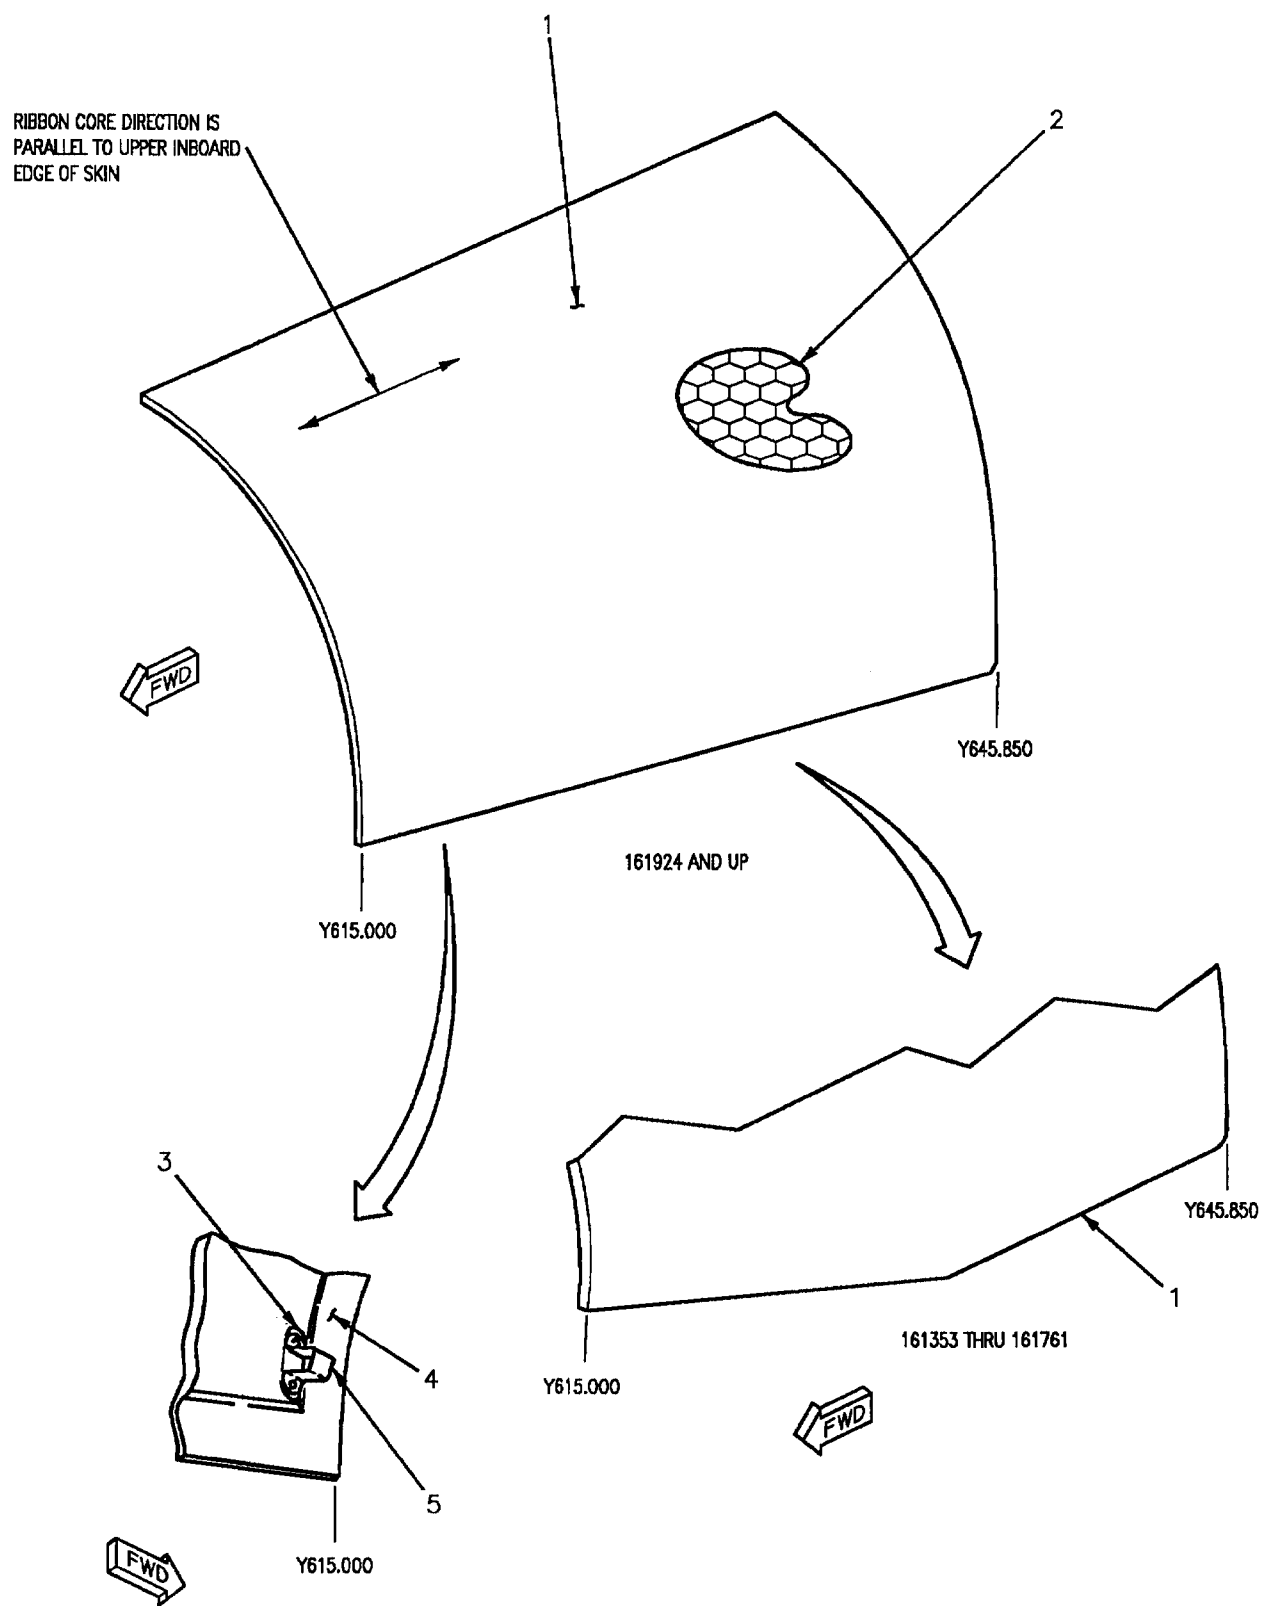 1
2
RIBBON CORE DIRECTION IS
PARALLEL TO UPPER INBOARD
EDGE OF SKIN
FWD
Y645.850
161924 AND UP
Y615.000
3
4
5
Y615.000
FWD
Y645.850
1
161353 THRU 161761
Y615.000
FWD